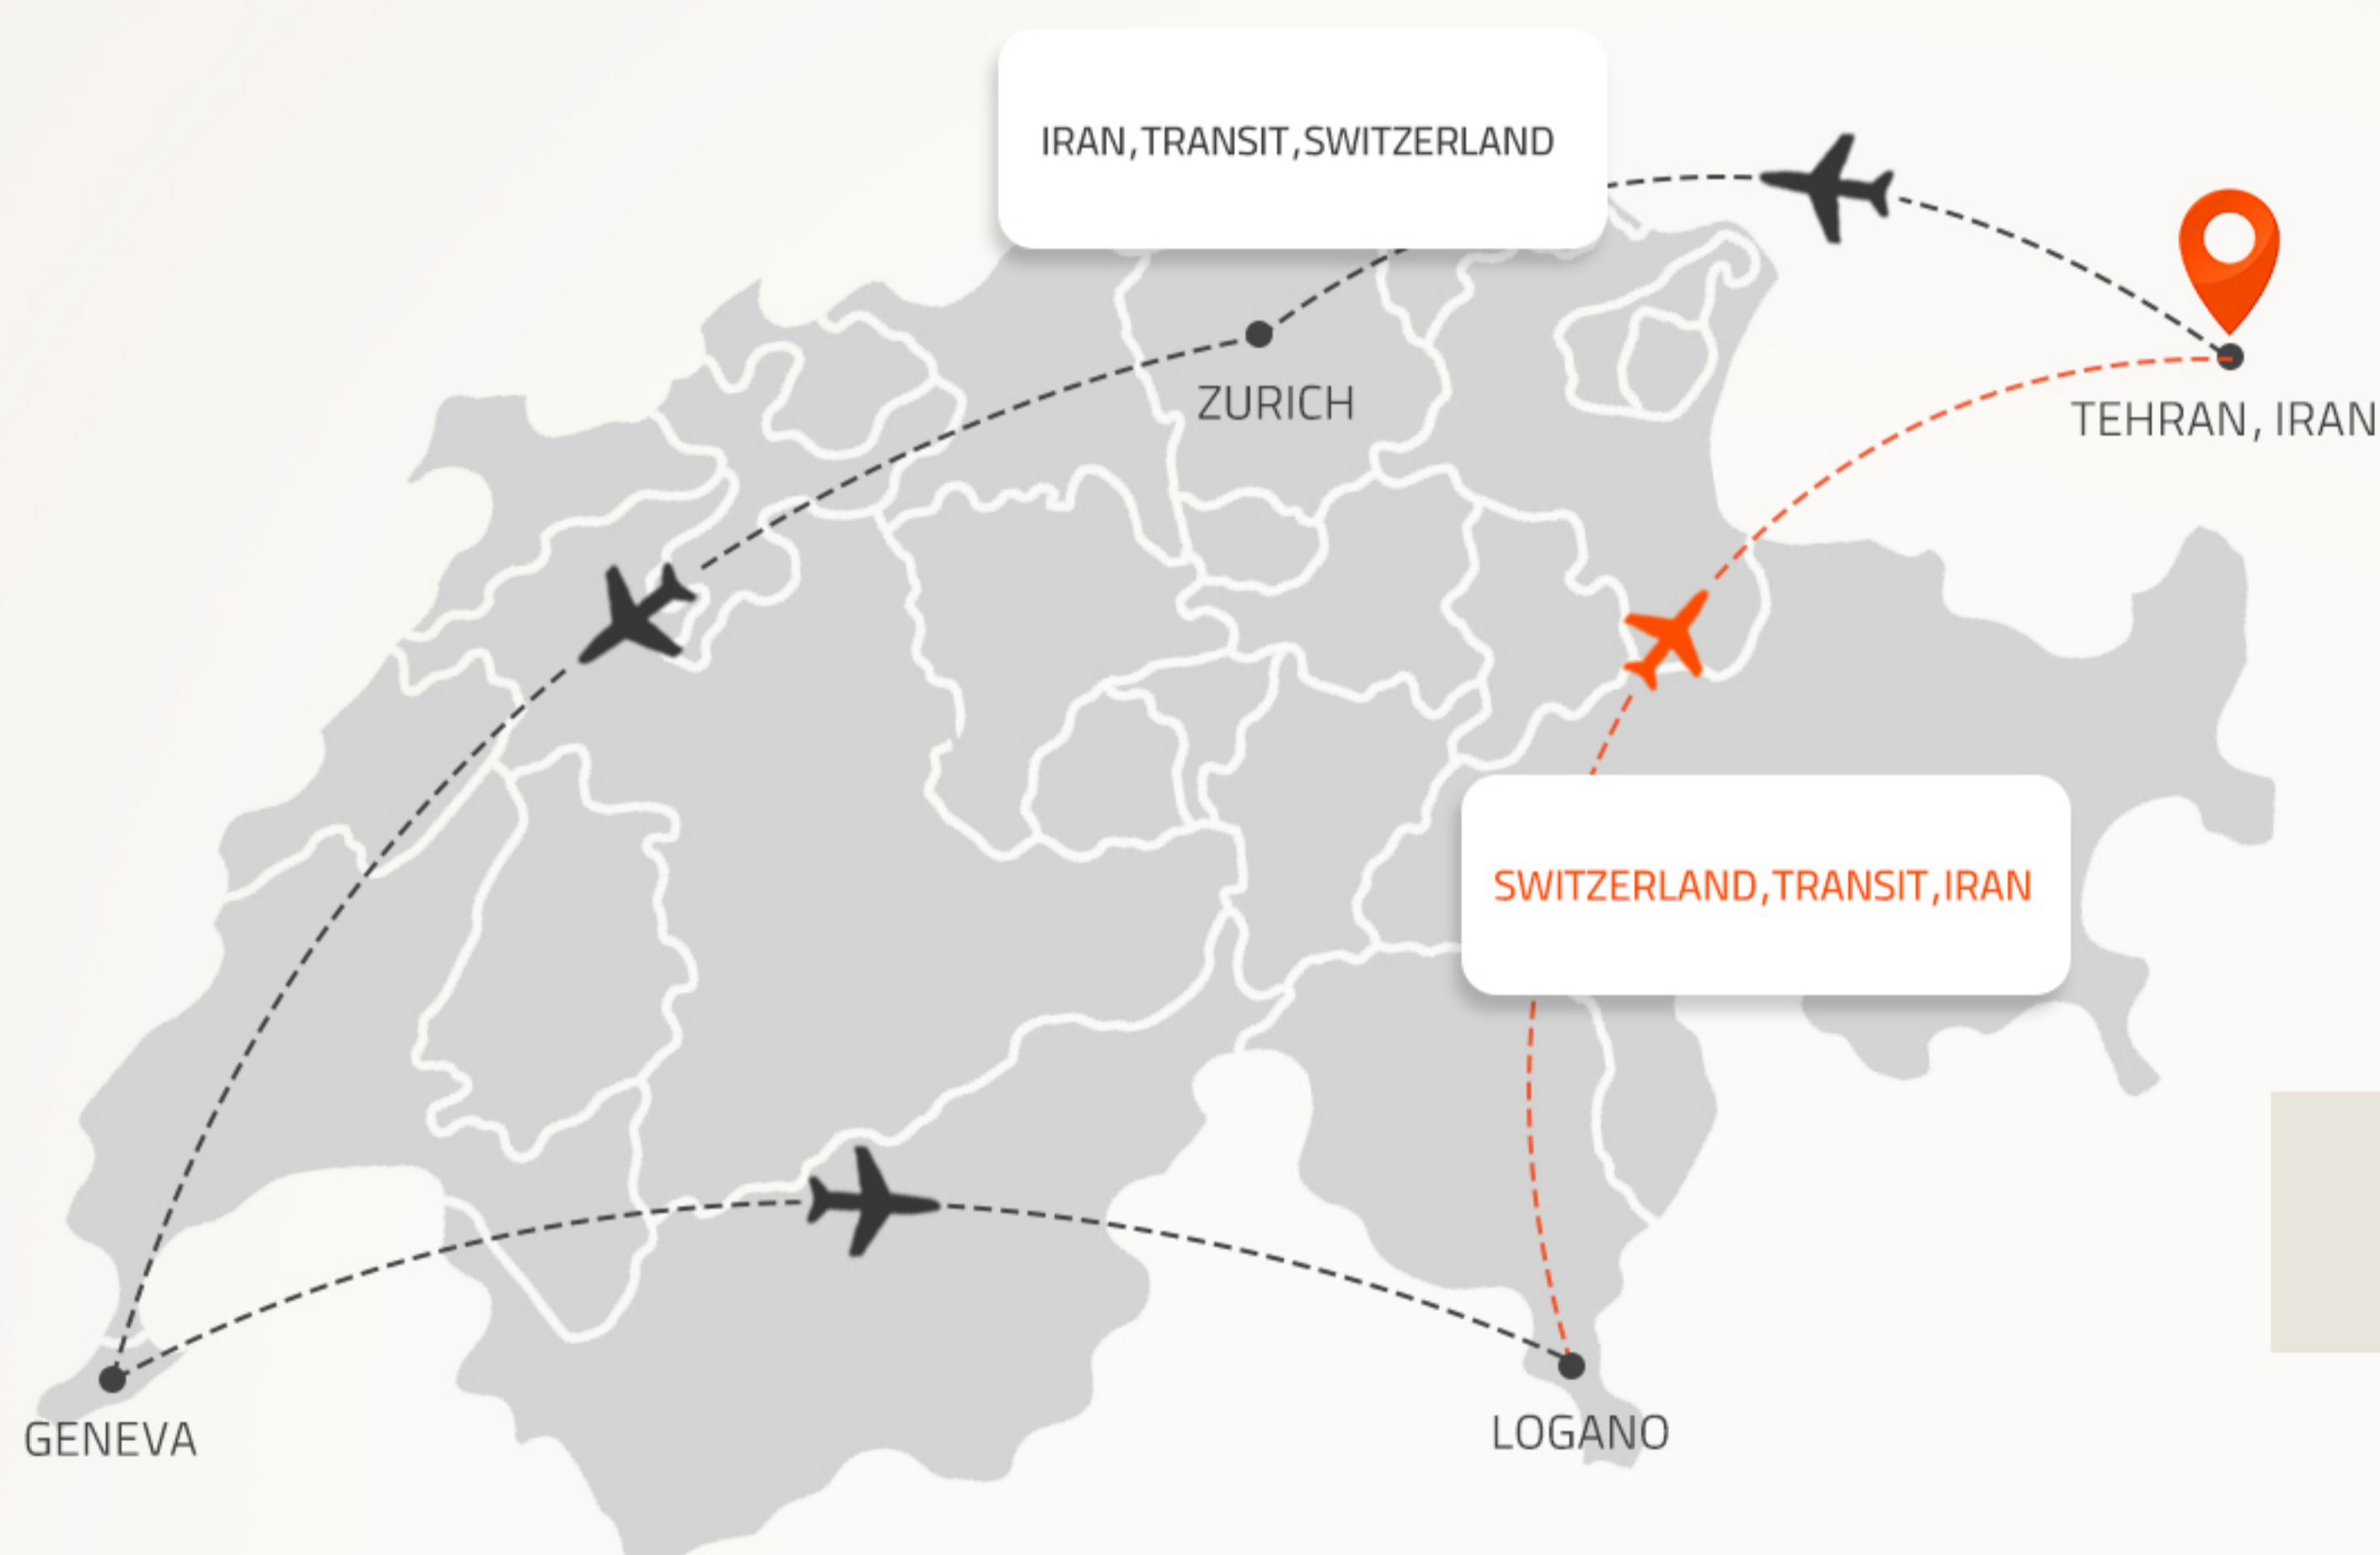 IRAN,TRANSIT,SWITZERLAND
ZURICH
TEHRAN, IRAN
SWITZERLAND,TRANSIT,IRAN
GENEVA
LOGANO